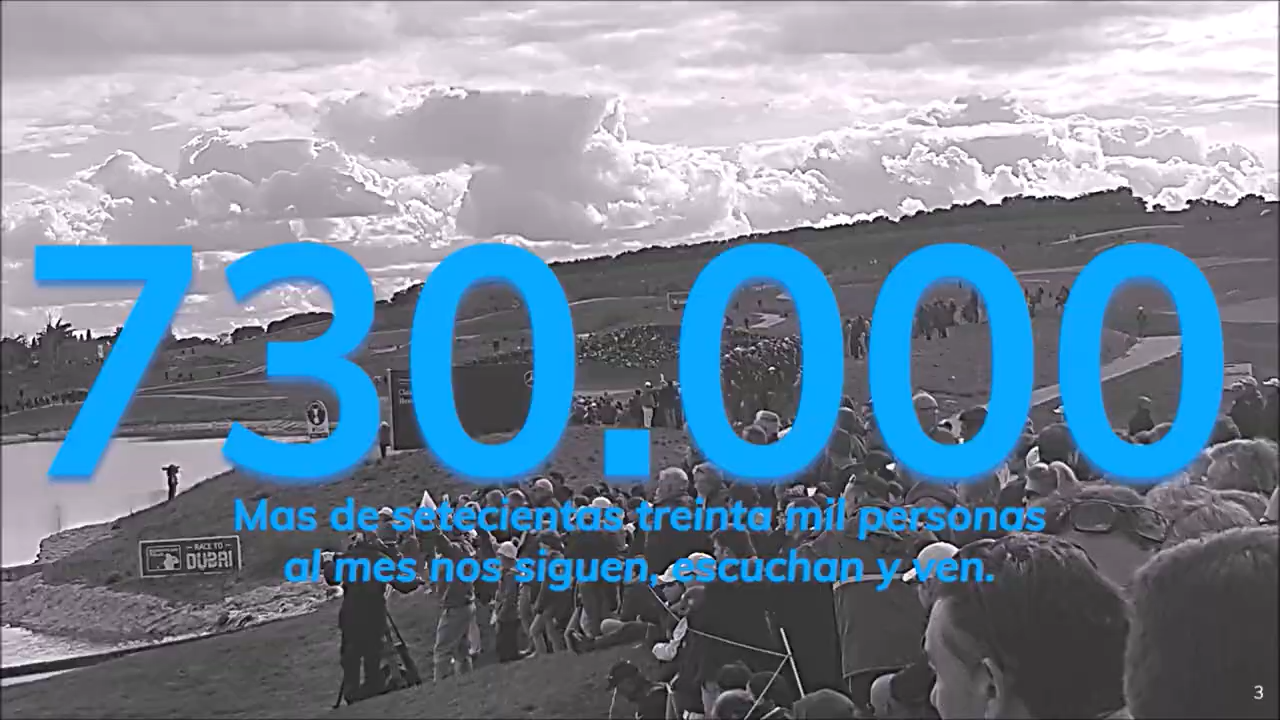 730.000
Mas de setecientas treinta mil personas
al mes nos siguen, escuchan y ven.
RACE TO
DUBAI
3